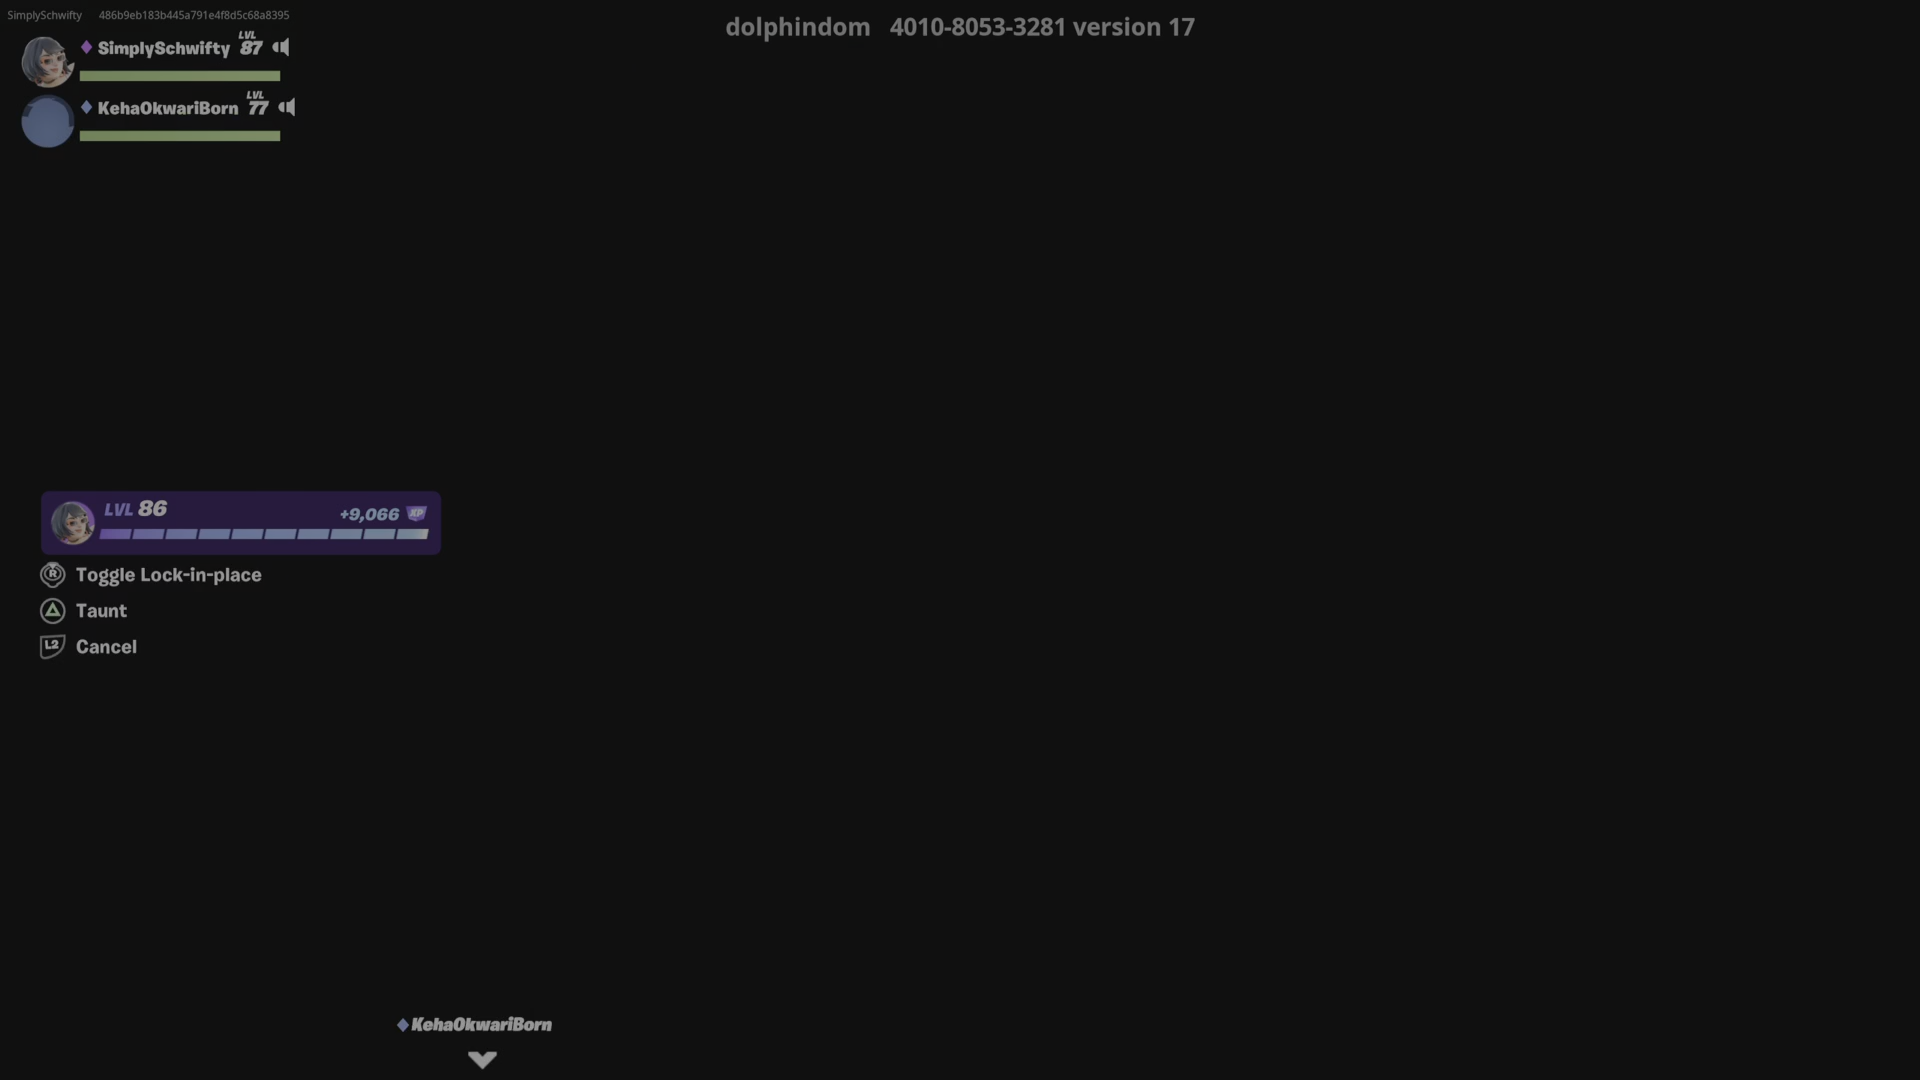 SimplySchwifty 486b9eb183b445a791e4f8d5c68a8395
dolphindom 4010-8053-3281 version 17
SimplySchwifty LVL 87
KehaOkwariBorn LVL 77
LVL 86 +9,066 XP
R Toggle Lock-in-place
Taunt
L2 Cancel
KehaOkwariBorn